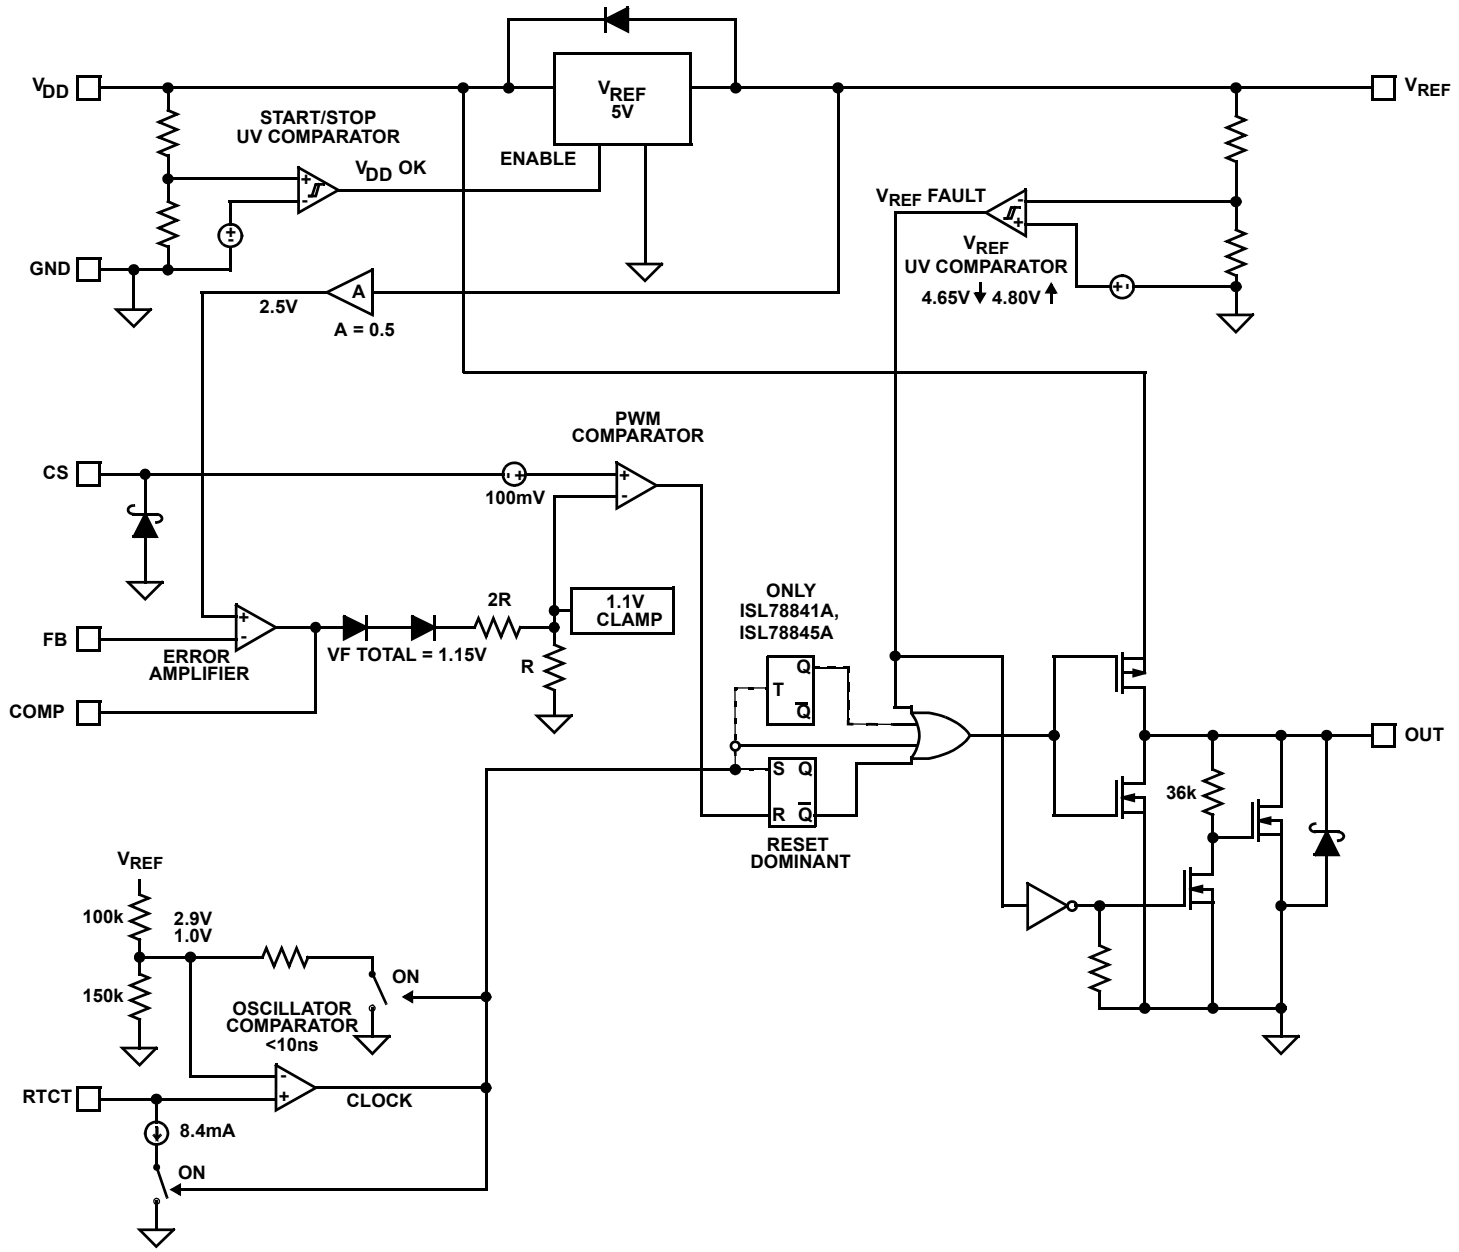 VDD
START/STOP
UV COMPARATOR
VDD OK
ENABLE
VREF
5V
VREF
+
-
+
-
GND
2.5V
A
A = 0.5
VREF FAULT
-
+
VREF
UV COMPARATOR
4.65V ↓ 4.80V ↑
+ -
PWM
COMPARATOR
CS
- +
100mV
+
-
FB
+
-
ERROR
AMPLIFIER
COMP
VF TOTAL = 1.15V
2R
R
1.1V
CLAMP
ONLY
ISL78841A,
ISL78845A
Q
T
Q̅
S Q
R Q̅
RESET
DOMINANT
OUT
36k
VREF
100k
2.9V
1.0V
150k
ON
OSCILLATOR
COMPARATOR
<10ns
-
+
RTCT
CLOCK
8.4mA
ON